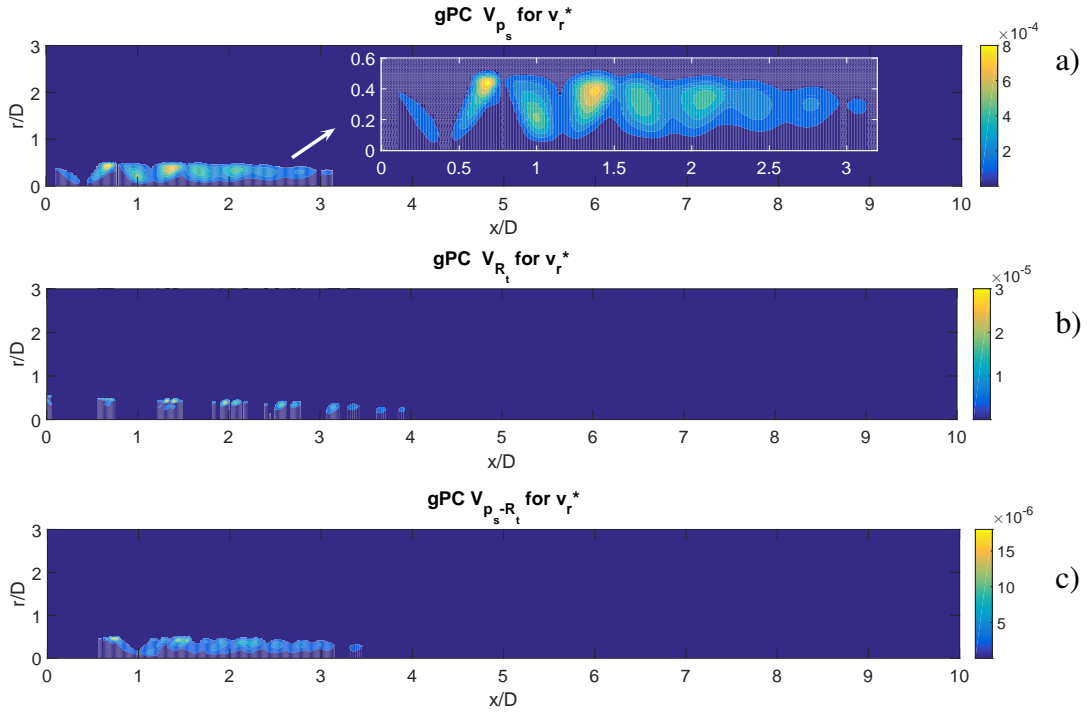 gPC V_{p_s} for v_r*
×10^{-4}
a)
r/D
3
2
1
0
0.6
0.4
0.2
0
0 0.5 1 1.5 2 2.5 3
8
6
4
2
0 1 2 3 4 5 6 7 8 9 10
x/D
gPC V_{R_t} for v_r*
×10^{-5}
b)
r/D
3
2
1
0
3
2
1
0 1 2 3 4 5 6 7 8 9 10
x/D
gPC V_{p_s-R_t} for v_r*
×10^{-6}
c)
r/D
3
2
1
0
15
10
5
0 1 2 3 4 5 6 7 8 9 10
x/D